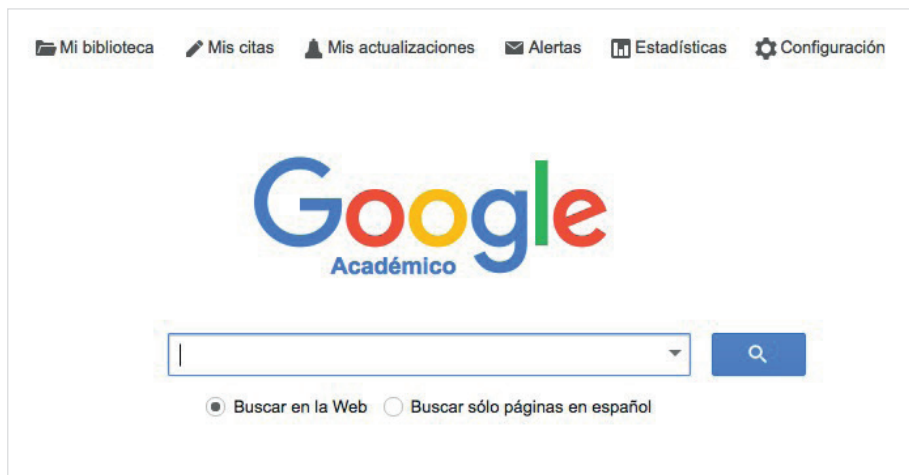 Mi biblioteca Mis citas Mis actualizaciones Alertas Estadísticas Configuración
Google
Académico
Buscar en la Web Buscar sólo páginas en español